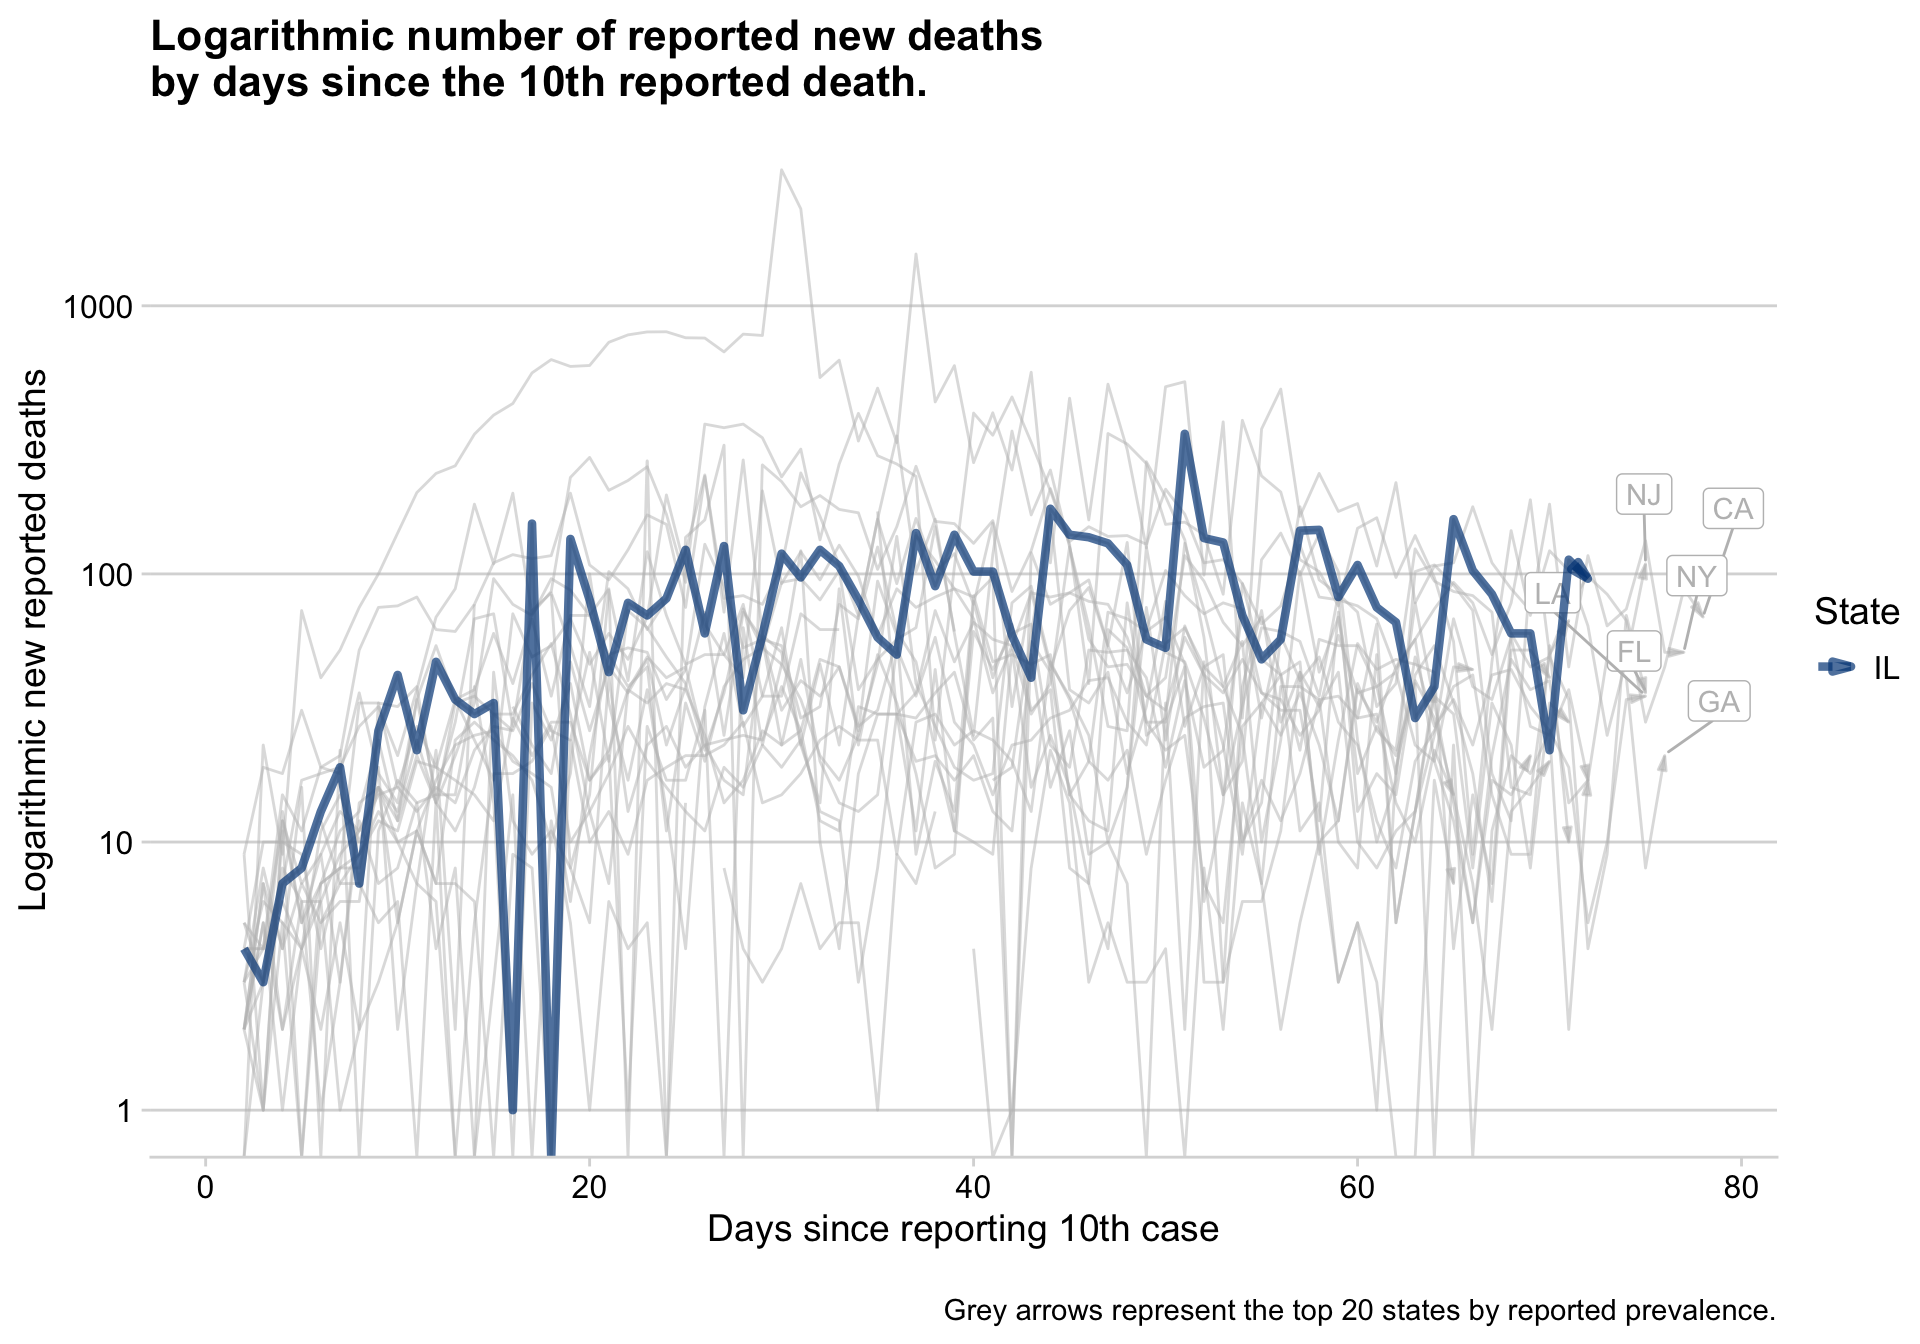 Logarithmic number of reported new deaths
by days since the 10th reported death.
Logarithmic new reported deaths
1000
100
10
1
NJ
CA
NY
LA
FL
GA
State
IL
0
20
40
60
80
Days since reporting 10th case
Grey arrows represent the top 20 states by reported prevalence.